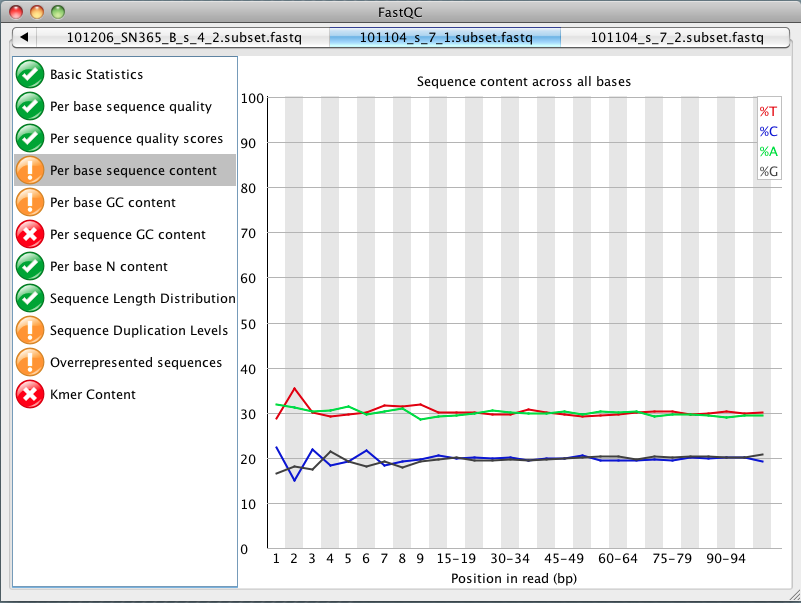 FastQC
101206_SN365_B_s_4_2.subset.fastq
101104_s_7_1.subset.fastq
101104_s_7_2.subset.fastq
Basic Statistics
Per base sequence quality
Per sequence quality scores
Per base sequence content
Per base GC content
Per sequence GC content
Per base N content
Sequence Length Distribution
Sequence Duplication Levels
Overrepresented sequences
Kmer Content
Sequence content across all bases
%T
%C
%A
%G
100
90
80
70
60
50
40
30
20
10
0
1 2 3 4 5 6 7 8 9 15-19 30-34 45-49 60-64 75-79 90-94
Position in read (bp)